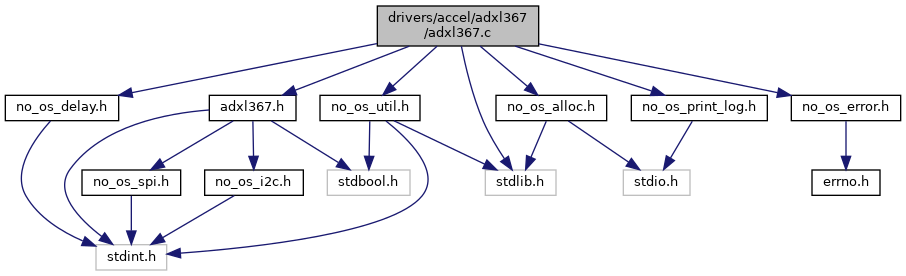 drivers/accel/adxl367
/adxl367.c
no_os_delay.h
adxl367.h
no_os_util.h
no_os_alloc.h
no_os_print_log.h
no_os_error.h
no_os_spi.h
no_os_i2c.h
stdbool.h
stdlib.h
stdio.h
errno.h
stdint.h